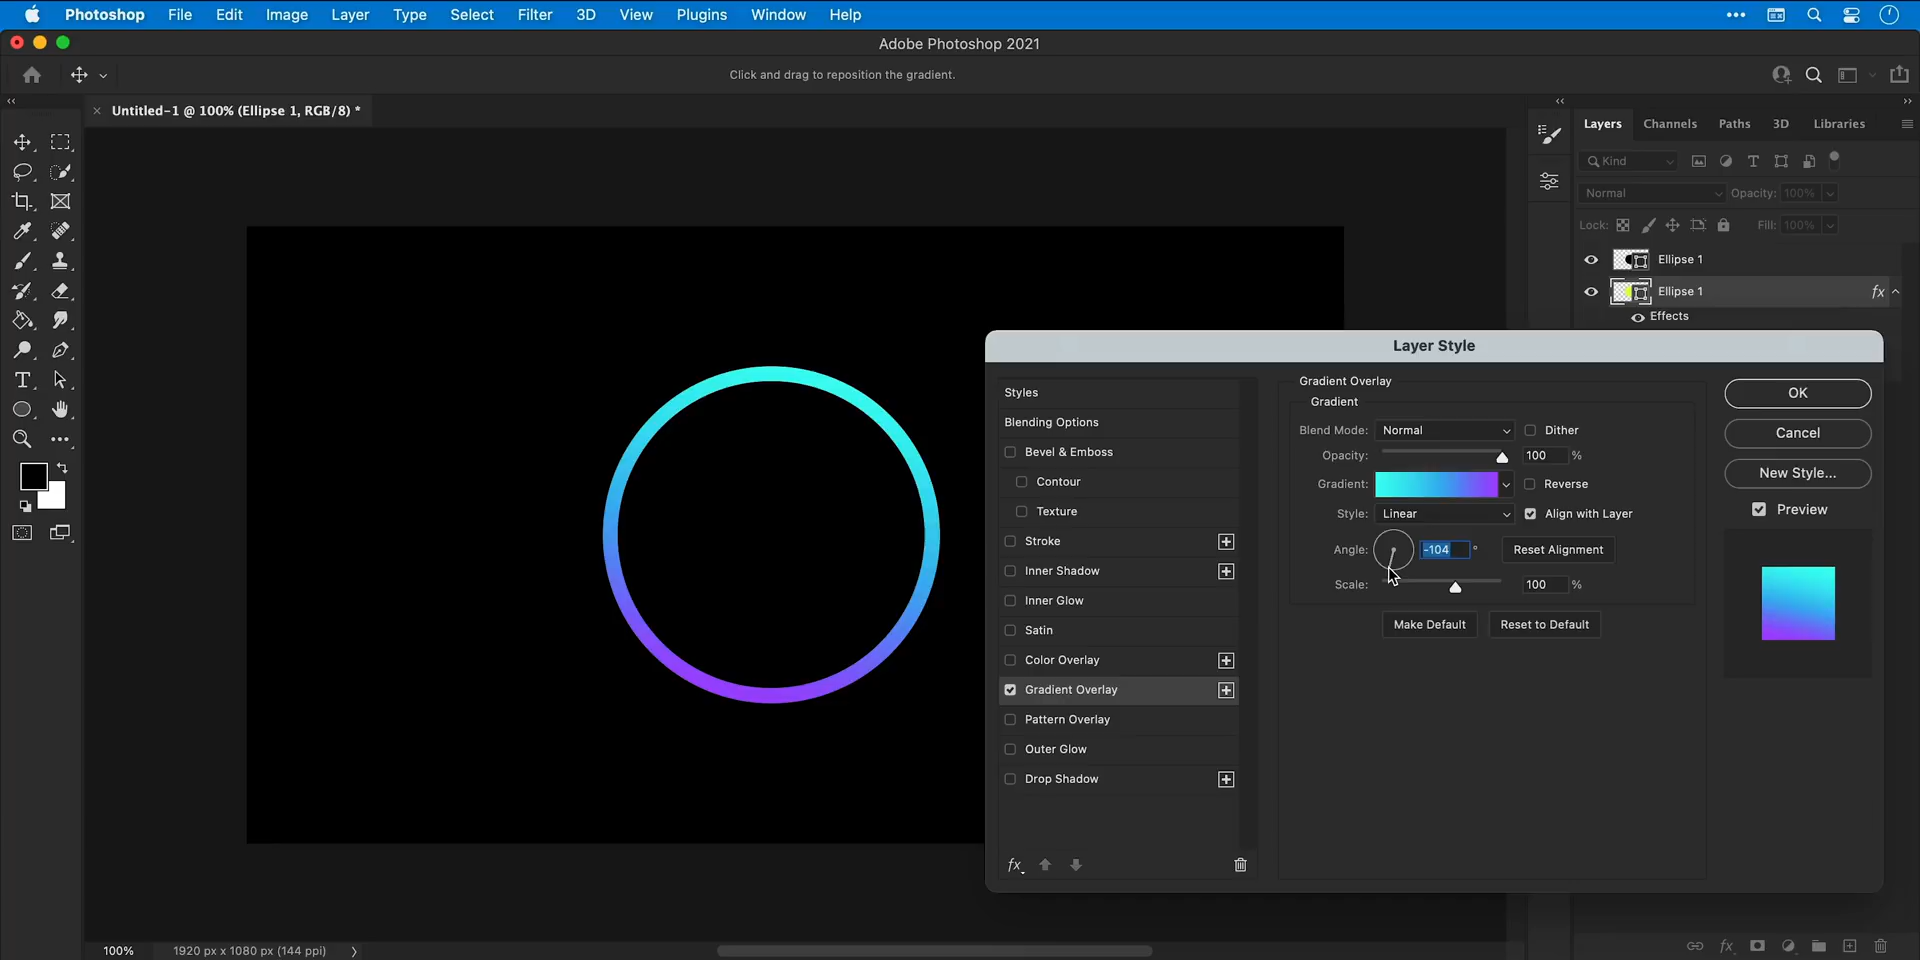 Photoshop File Edit Image Layer Type Select Filter 3D View Plugins Window Help
Adobe Photoshop 2021
Click and drag to reposition the gradient.
Untitled-1 @ 100% (Ellipse 1, RGB/8) *
Layers Channels Paths 3D Libraries
Kind
Normal Opacity: 100%
Lock: Fill: 100%
Ellipse 1
Ellipse 1 fx
Effects
Layer Style
Styles
Blending Options
Bevel & Emboss
Contour
Texture
Stroke
Inner Shadow
Inner Glow
Satin
Color Overlay
Gradient Overlay
Pattern Overlay
Outer Glow
Drop Shadow
fx
Gradient Overlay
Gradient
Blend Mode: Normal Dither
Opacity: 100 %
Gradient: Reverse
Style: Linear Align with Layer
Angle: -104 ° Reset Alignment
Scale: 100 %
Make Default Reset to Default
OK
Cancel
New Style...
Preview
100% 1920 px x 1080 px (144 ppi)
fx